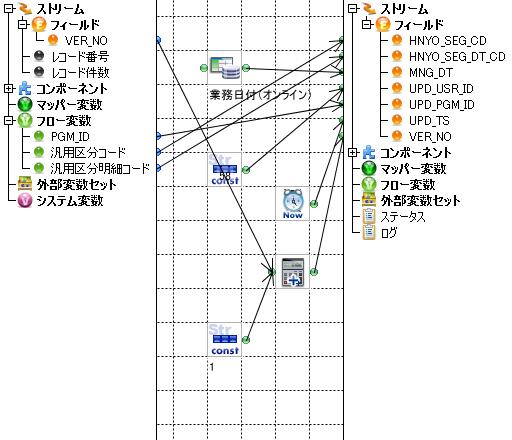 ストリーム
フィールド
VER_NO
レコード番号
レコード件数
コンポーネント
マッパー変数
フロー変数
PGM_ID
汎用区分コード
汎用区分明細コード
外部変数セット
システム変数
業務日付(オンライン)
Str
const
98
Now
Str
const
1
ストリーム
フィールド
HNYO_SEG_CD
HNYO_SEG_DT_CD
MNG_DT
UPD_USR_ID
UPD_PGM_ID
UPD_TS
VER_NO
コンポーネント
マッパー変数
フロー変数
外部変数セット
ステータス
ログ